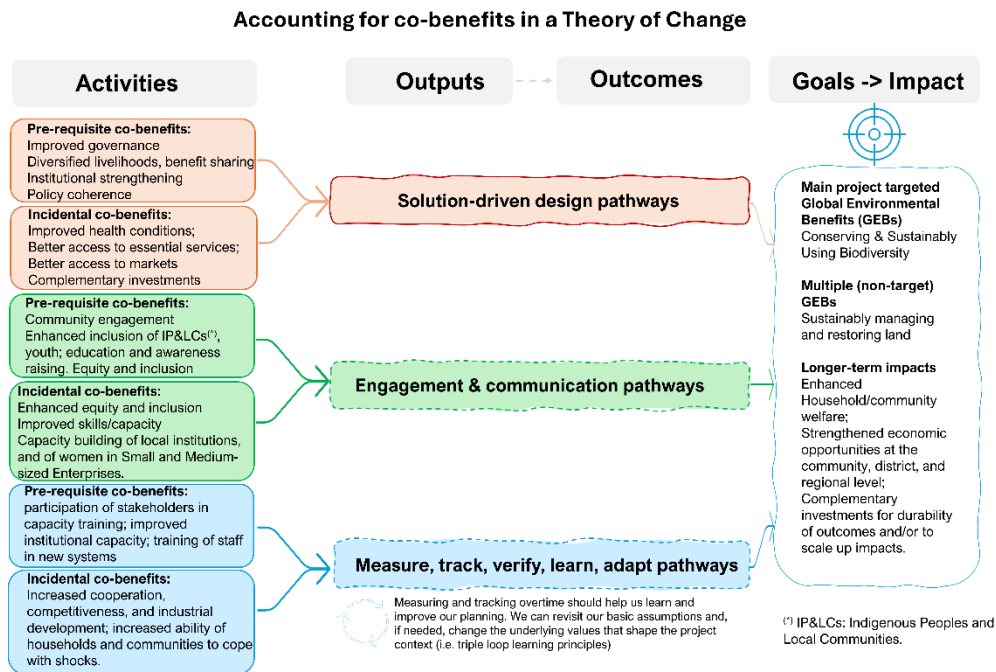 Accounting for co-benefits in a Theory of Change
Activities
Outputs
Outcomes
Goals -> Impact
Pre-requisite co-benefits:
Improved governance
Diversified livelihoods, benefit sharing
Institutional strengthening
Policy coherence
Incidental co-benefits:
Improved health conditions;
Better access to essential services;
Better access to markets
Complementary investments
Pre-requisite co-benefits:
Community engagement
Enhanced inclusion of IP&LCs(*),
youth; education and awareness
raising. Equity and inclusion
Incidental co-benefits:
Enhanced equity and inclusion
Improved skills/capacity
Capacity building of local institutions,
and of women in Small and Medium-
sized Enterprises.
Pre-requisite co-benefits:
participation of stakeholders in
capacity training; improved
institutional capacity; training of staff
in new systems
Incidental co-benefits:
Increased cooperation,
competitiveness, and industrial
development; increased ability of
households and communities to cope
with shocks.
Solution-driven design pathways
Engagement & communication pathways
Measure, track, verify, learn, adapt pathways
Measuring and tracking overtime should help us learn and
improve our planning. We can revisit our basic assumptions and,
if needed, change the underlying values that shape the project
context (i.e. triple loop learning principles)
Main project targeted
Global Environmental
Benefits (GEBs)
Conserving & Sustainably
Using Biodiversity
Multiple (non-target)
GEBs
Sustainably managing
and restoring land
Longer-term impacts
Enhanced
Household/community
welfare;
Strengthened economic
opportunities at the
community, district, and
regional level;
Complementary
investments for durability
of outcomes and/or to
scale up impacts.
(*) IP&LCs: Indigenous Peoples and
Local Communities.